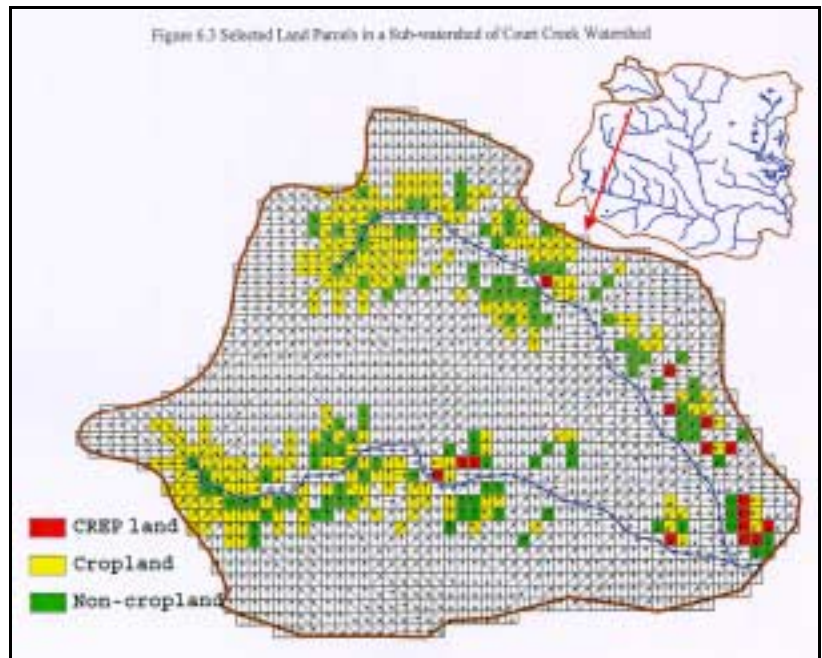 Figure 6.3 Selected Land Parcels in a Sub-watershed of Court Creek Watershed
CREP land
Cropland
Non-cropland